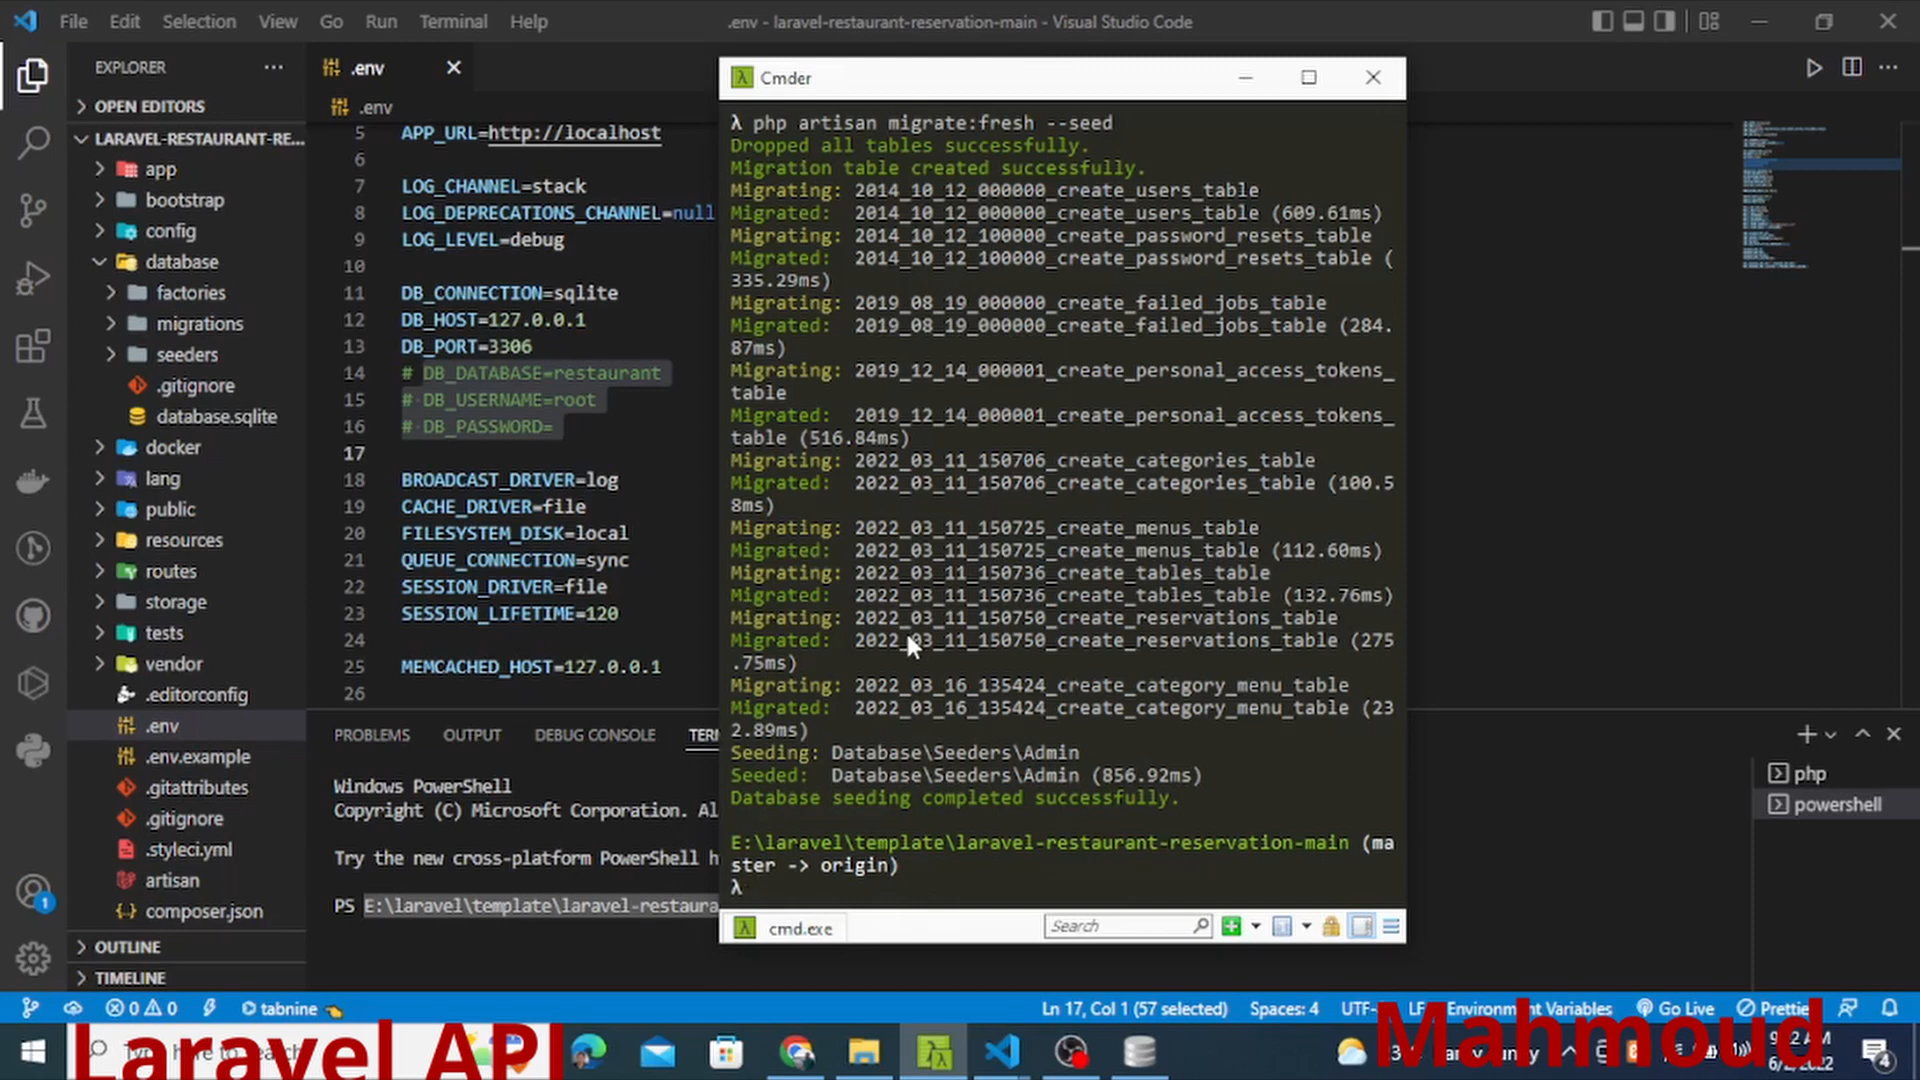 File Edit Selection View Go Run Terminal Help
.env - laravel-restaurant-reservation-main - Visual Studio Code
EXPLORER
OPEN EDITORS
LARAVEL-RESTAURANT-RE...
app
bootstrap
config
database
factories
migrations
seeders
.gitignore
database.sqlite
docker
lang
public
resources
routes
storage
tests
vendor
.editorconfig
.env
.env.example
.gitattributes
.gitignore
.styleci.yml
artisan
composer.json
OUTLINE
TIMELINE
.env
.env
5 APP_URL=http://localhost
6
7 LOG_CHANNEL=stack
8 LOG_DEPRECATIONS_CHANNEL=null
9 LOG_LEVEL=debug
10
11 DB_CONNECTION=sqlite
12 DB_HOST=127.0.0.1
13 DB_PORT=3306
14 # DB_DATABASE=restaurant
15 # DB_USERNAME=root
16 # DB_PASSWORD=
17
18 BROADCAST_DRIVER=log
19 CACHE_DRIVER=file
20 FILESYSTEM_DISK=local
21 QUEUE_CONNECTION=sync
22 SESSION_DRIVER=file
23 SESSION_LIFETIME=120
24
25 MEMCACHED_HOST=127.0.0.1
26
PROBLEMS OUTPUT DEBUG CONSOLE TER
Windows PowerShell
Copyright (C) Microsoft Corporation. Al
Try the new cross-platform PowerShell h
PS E:\laravel\template\laravel-restaura
php
powershell
Cmder
λ php artisan migrate:fresh --seed
Dropped all tables successfully.
Migration table created successfully.
Migrating: 2014_10_12_000000_create_users_table
Migrated: 2014_10_12_000000_create_users_table (609.61ms)
Migrating: 2014_10_12_100000_create_password_resets_table
Migrated: 2014_10_12_100000_create_password_resets_table (
335.29ms)
Migrating: 2019_08_19_000000_create_failed_jobs_table
Migrated: 2019_08_19_000000_create_failed_jobs_table (284.
87ms)
Migrating: 2019_12_14_000001_create_personal_access_tokens_
table
Migrated: 2019_12_14_000001_create_personal_access_tokens_
table (516.84ms)
Migrating: 2022_03_11_150706_create_categories_table
Migrated: 2022_03_11_150706_create_categories_table (100.5
8ms)
Migrating: 2022_03_11_150725_create_menus_table
Migrated: 2022_03_11_150725_create_menus_table (112.60ms)
Migrating: 2022_03_11_150736_create_tables_table
Migrated: 2022_03_11_150736_create_tables_table (132.76ms)
Migrating: 2022_03_11_150750_create_reservations_table
Migrated: 2022_03_11_150750_create_reservations_table (275
.75ms)
Migrating: 2022_03_16_135424_create_category_menu_table
Migrated: 2022_03_16_135424_create_category_menu_table (23
2.89ms)
Seeding: Database\Seeders\Admin
Seeded: Database\Seeders\Admin (856.92ms)
Database seeding completed successfully.
E:\laravel\template\laravel-restaurant-reservation-main (ma
ster -> origin)
λ
cmd.exe
Search
0 0 tabnine
Ln 17, Col 1 (57 selected) Spaces: 4 UTF- LF Environment Variables Go Live Prettie
Laravel API
Mahmoud
4
1